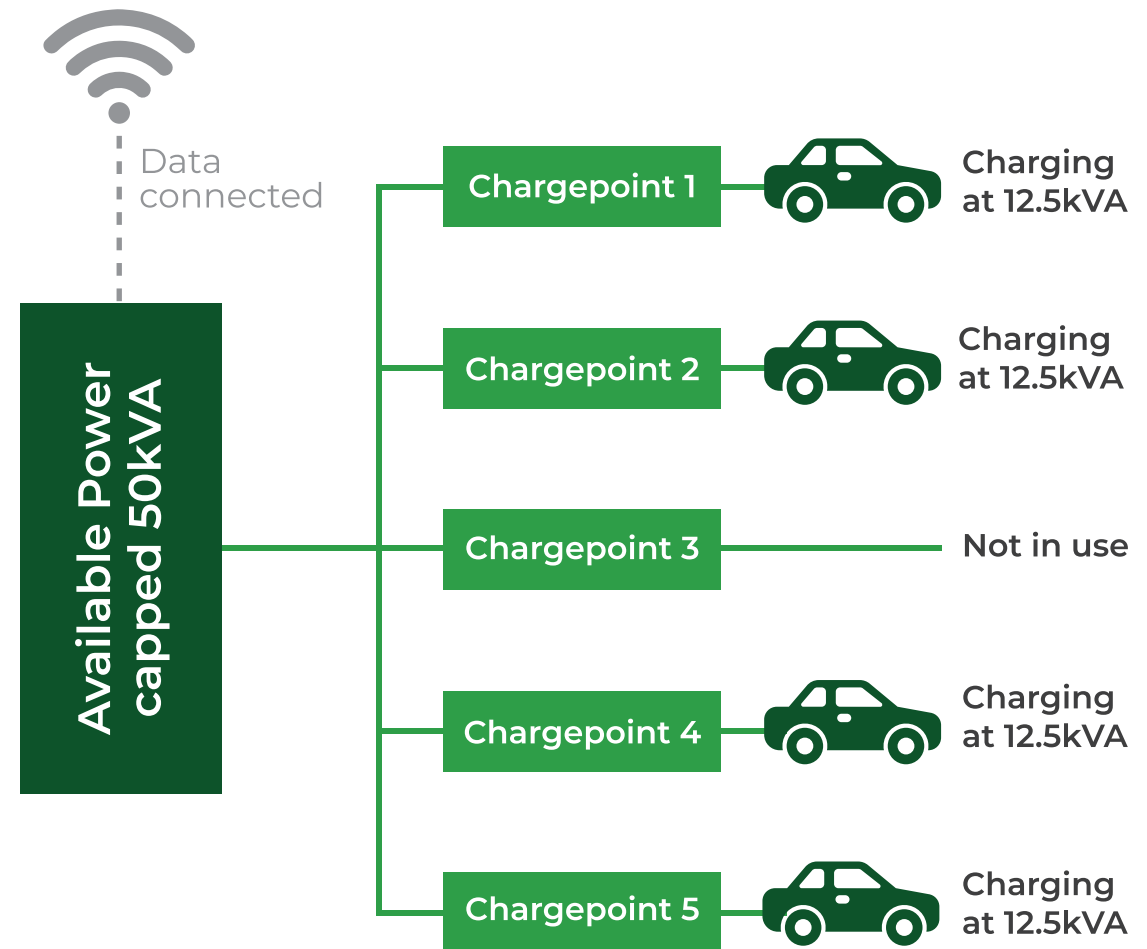 Data
connected
Available Power
capped 50kVA
Chargepoint 1
Charging
at 12.5kVA
Chargepoint 2
Charging
at 12.5kVA
Chargepoint 3
Not in use
Chargepoint 4
Charging
at 12.5kVA
Chargepoint 5
Charging
at 12.5kVA